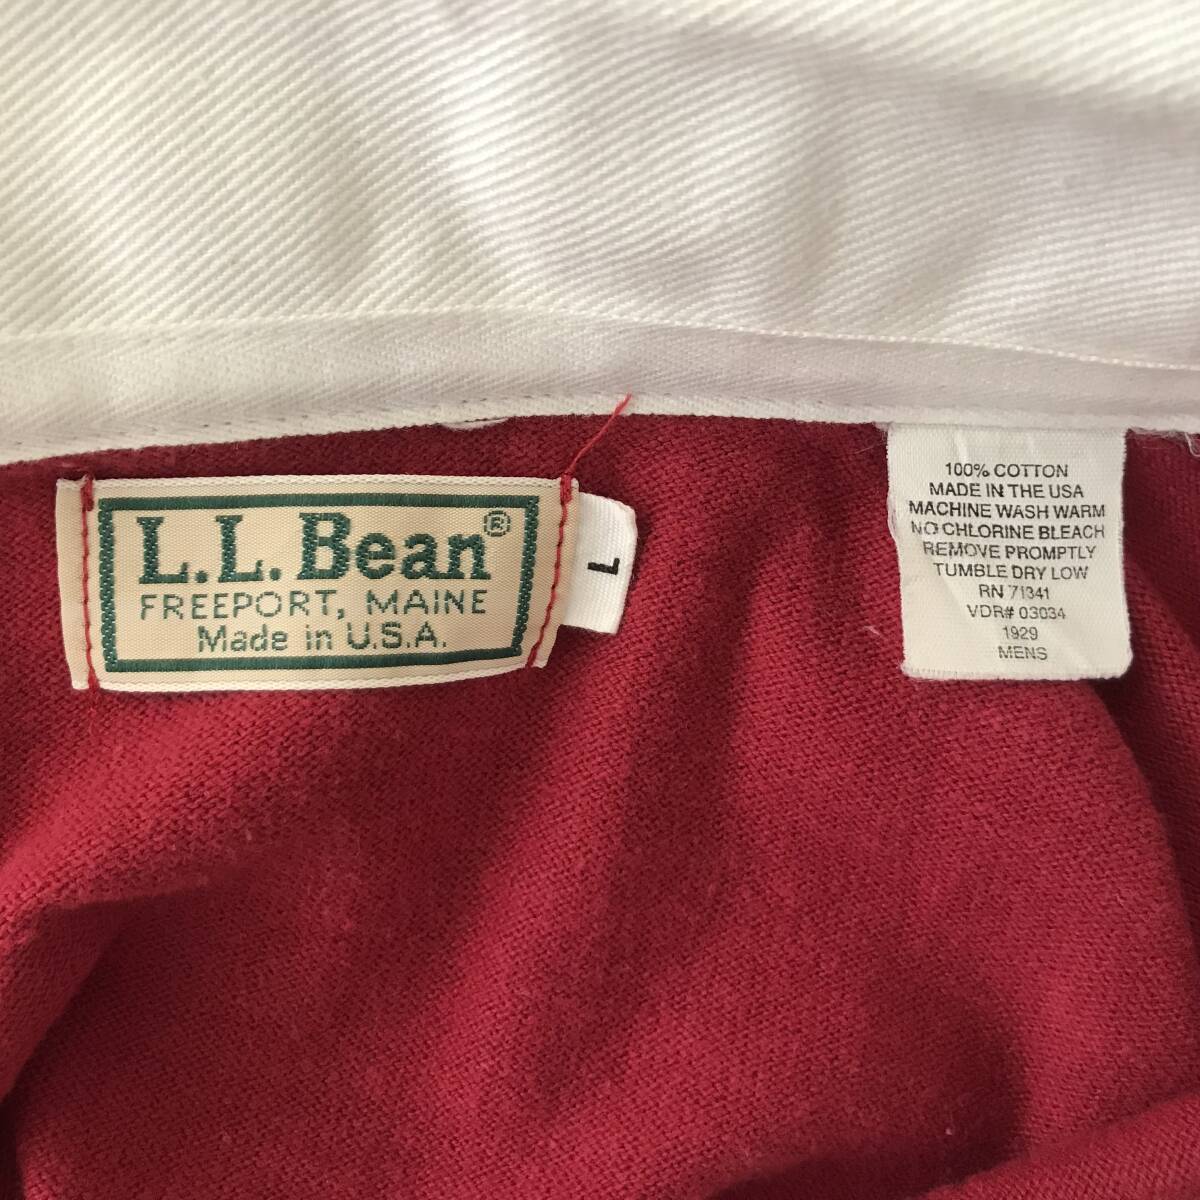 L.L.Bean®
FREEPORT, MAINE
Made in U.S.A.
L
100% COTTON
MADE IN THE USA
MACHINE WASH WARM
NO CHLORINE BLEACH
REMOVE PROMPTLY
TUMBLE DRY LOW
RN 71341
VDR# 03034
1929
MENS